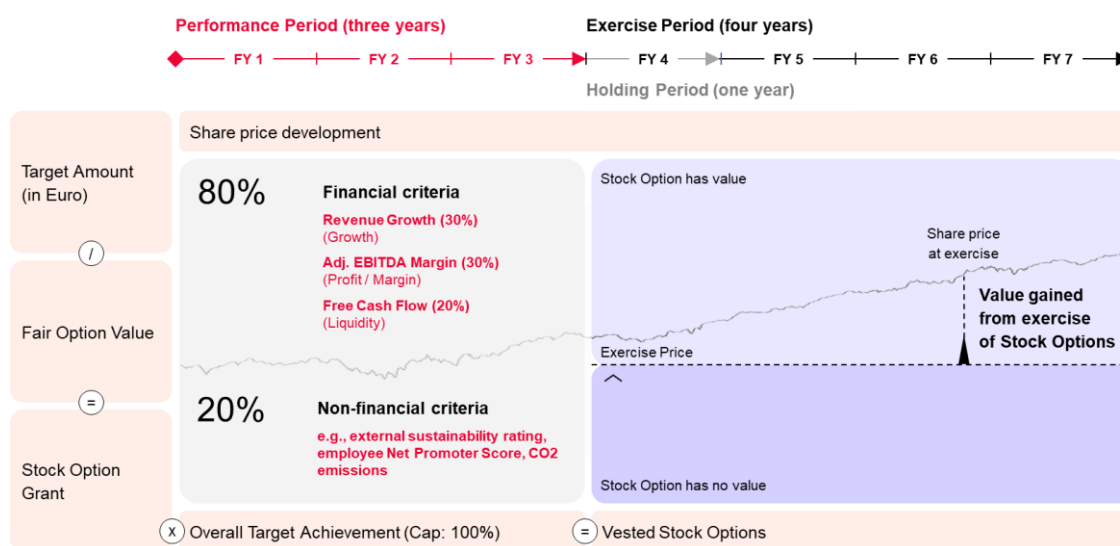 Performance Period (three years)
Exercise Period (four years)
FY 1
FY 2
FY 3
FY 4
FY 5
FY 6
FY 7
Holding Period (one year)
Share price development
Target Amount
(in Euro)
/
Fair Option Value
=
Stock Option
Grant
80%
Financial criteria
Revenue Growth (30%)
(Growth)
Adj. EBITDA Margin (30%)
(Profit / Margin)
Free Cash Flow (20%)
(Liquidity)
20%
Non-financial criteria
e.g., external sustainability rating,
employee Net Promoter Score, CO2
emissions
Stock Option has value
Share price
at exercise
Value gained
from exercise
of Stock Options
Exercise Price
Stock Option has no value
x Overall Target Achievement (Cap: 100%)
= Vested Stock Options